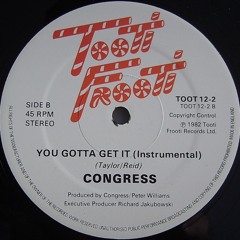 Tooti
Frooti
SIDE B
45 RPM
STEREO
TOOT 12-2
TOOT 12-2 B
Copyright Control
℗ 1982 Tooti
Frooti Records Ltd.
YOU GOTTA GET IT (Instrumental)
(Taylor/Reid)
CONGRESS
Produced by Congress/Peter Williams
Executive Producer Richard Jakubowski